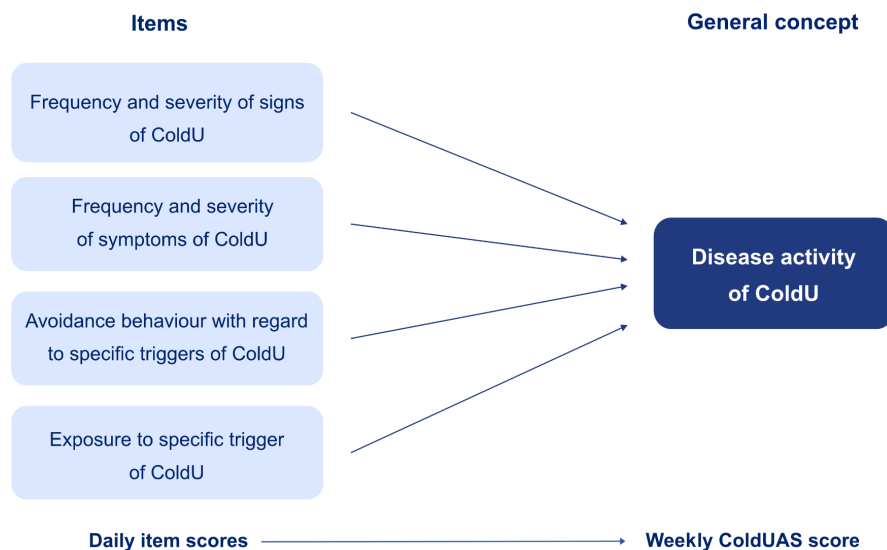 Items
General concept
Frequency and severity of signs
of ColdU
Frequency and severity
of symptoms of ColdU
Avoidance behaviour with regard
to specific triggers of ColdU
Exposure to specific trigger
of ColdU
Disease activity
of ColdU
Daily item scores
Weekly ColdUAS score